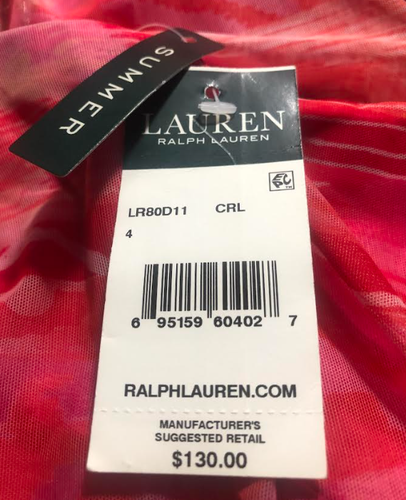 SUMMER
LAUREN
RALPH LAUREN
LR80D11 CRL
4
6 95159 60402 7
RALPHLAUREN.COM
MANUFACTURER'S
SUGGESTED RETAIL
$130.00